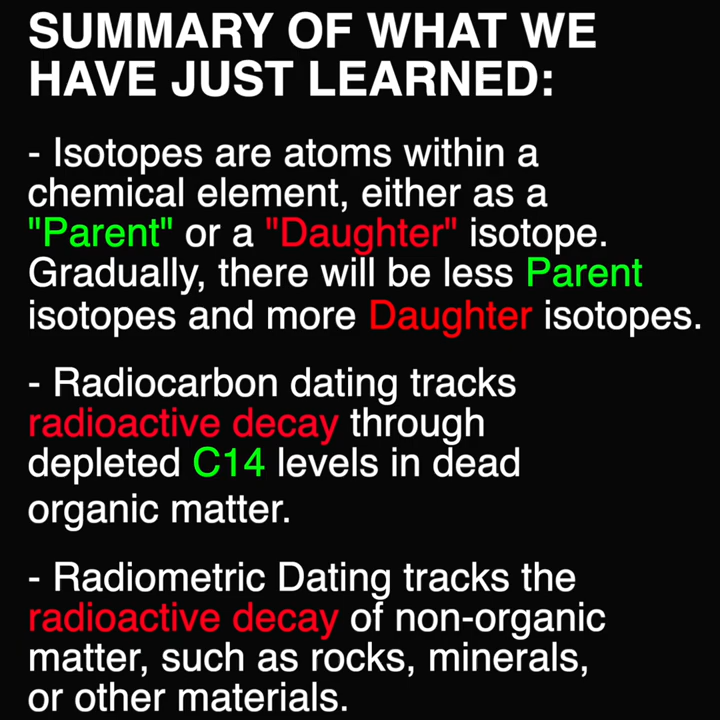 SUMMARY OF WHAT WE
HAVE JUST LEARNED:
- Isotopes are atoms within a
chemical element, either as a
"Parent" or a "Daughter" isotope.
Gradually, there will be less Parent
isotopes and more Daughter isotopes.
- Radiocarbon dating tracks
radioactive decay through
depleted C14 levels in dead
organic matter.
- Radiometric Dating tracks the
radioactive decay of non-organic
matter, such as rocks, minerals,
or other materials.